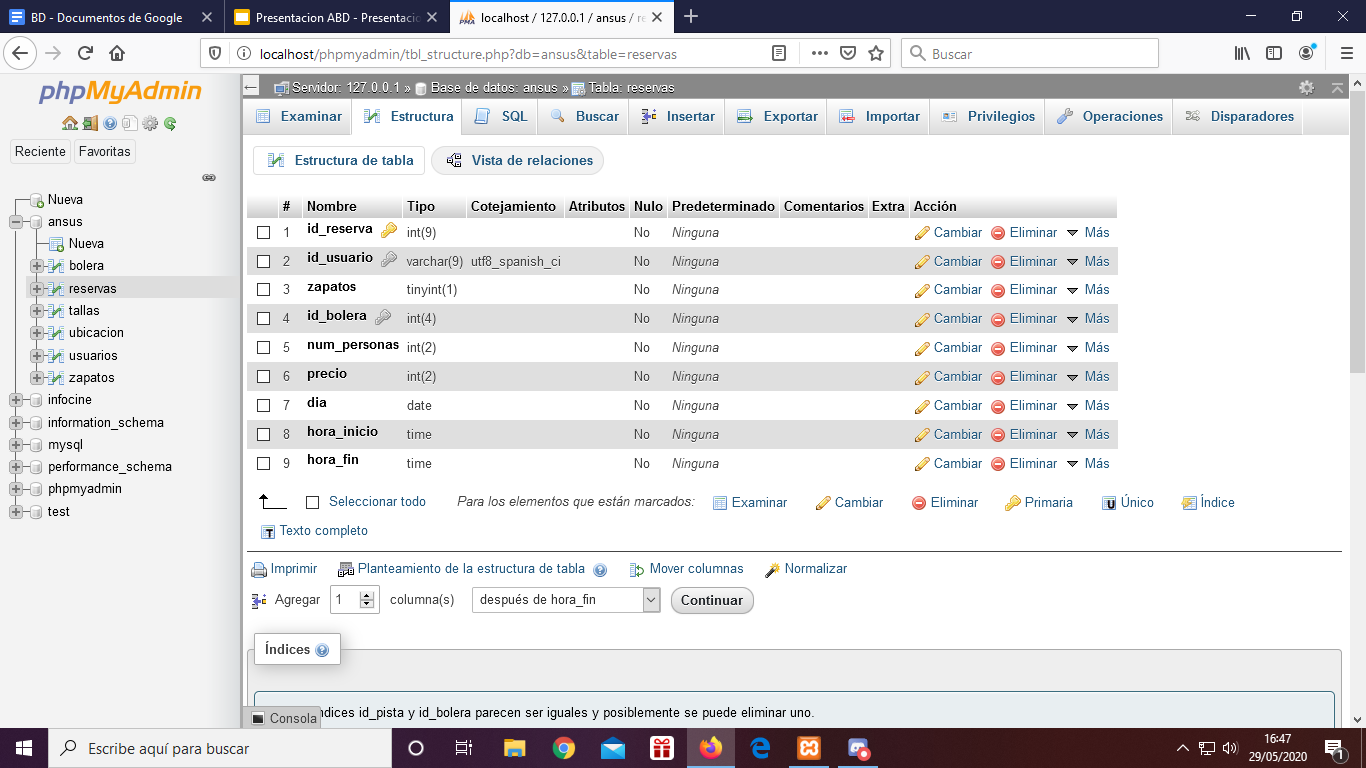 BD - Documentos de Google
Presentacion ABD - Presentacio
localhost / 127.0.0.1 / ansus / re
localhost/phpmyadmin/tbl_structure.php?db=ansus&table=reservas
Buscar
phpMyAdmin
Reciente Favoritas
Nueva
ansus
Nueva
bolera
reservas
tallas
ubicacion
usuarios
zapatos
infocine
information_schema
mysql
performance_schema
phpmyadmin
test
Servidor: 127.0.0.1 » Base de datos: ansus » Tabla: reservas
Examinar Estructura SQL Buscar Insertar Exportar Importar Privilegios Operaciones Disparadores
Estructura de tabla Vista de relaciones
# Nombre Tipo Cotejamiento Atributos Nulo Predeterminado Comentarios Extra Acción
1 id_reserva int(9) No Ninguna Cambiar Eliminar Más
2 id_usuario varchar(9) utf8_spanish_ci No Ninguna Cambiar Eliminar Más
3 zapatos tinyint(1) No Ninguna Cambiar Eliminar Más
4 id_bolera int(4) No Ninguna Cambiar Eliminar Más
5 num_personas int(2) No Ninguna Cambiar Eliminar Más
6 precio int(2) No Ninguna Cambiar Eliminar Más
7 dia date No Ninguna Cambiar Eliminar Más
8 hora_inicio time No Ninguna Cambiar Eliminar Más
9 hora_fin time No Ninguna Cambiar Eliminar Más
Seleccionar todo Para los elementos que están marcados: Examinar Cambiar Eliminar Primaria Único Índice
Texto completo
Imprimir Planteamiento de la estructura de tabla Mover columnas Normalizar
Agregar 1 columna(s) después de hora_fin Continuar
Índices
ndices id_pista y id_bolera parecen ser iguales y posiblemente se puede eliminar uno.
Consola
Escribe aquí para buscar
16:47
29/05/2020
1